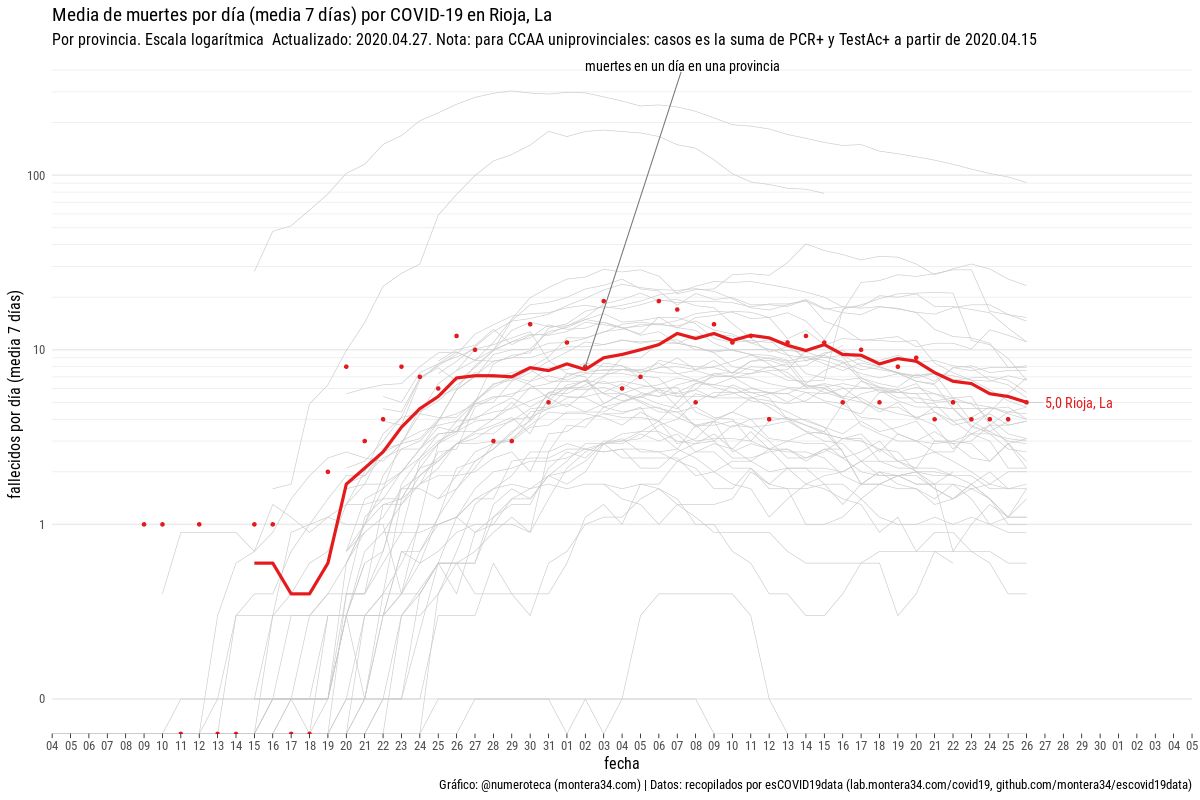 Media de muertes por día (media 7 días) por COVID-19 en Rioja, La
Por provincia. Escala logarítmica  Actualizado: 2020.04.27. Nota: para CCAA uniprovinciales: casos es la suma de PCR+ y TestAc+ a partir de 2020.04.15
muertes en un día en una provincia
100
10
1
0
fallecidos por día (media  7 días)
5,0 Rioja, La
04 05 06 07 08 09 10 11 12 13 14 15 16 17 18 19 20 21 22 23 24 25 26 27 28 29 30 31 01 02 03 04 05 06 07 08 09 10 11 12 13 14 15 16 17 18 19 20 21 22 23 24 25 26 27 28 29 30 01 02 03 04 05
fecha
Gráfico: @numeroteca (montera34.com) | Datos: recopilados por esCOVID19data (lab.montera34.com/covid19, github.com/montera34/escovid19data)